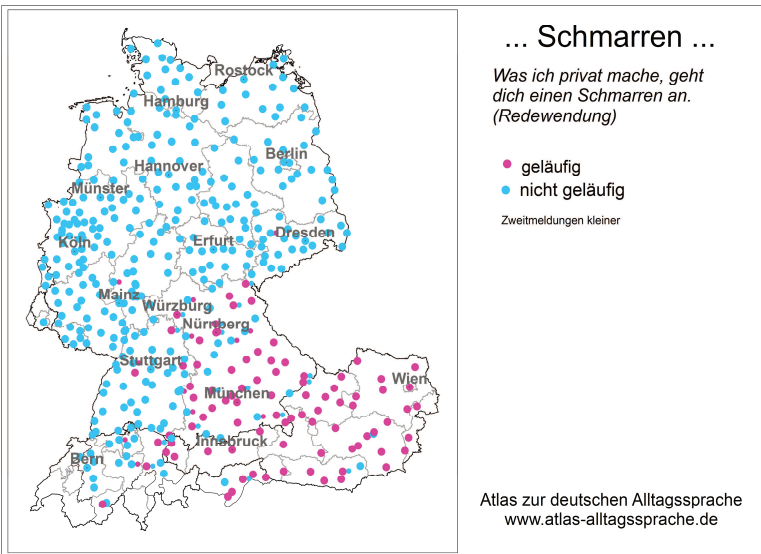 ... Schmarren ...
Was ich privat mache, geht
dich einen Schmarren an.
(Redewendung)
geläufig
nicht geläufig
Zweitmeldungen kleiner
Rostock
Hamburg
Berlin
Hannover
Münster
Köln
Erfurt
Dresden
Mainz
Würzburg
Nürnberg
Stuttgart
München
Wien
Innsbruck
Bern
Atlas zur deutschen Alltagssprache
www.atlas-alltagssprache.de